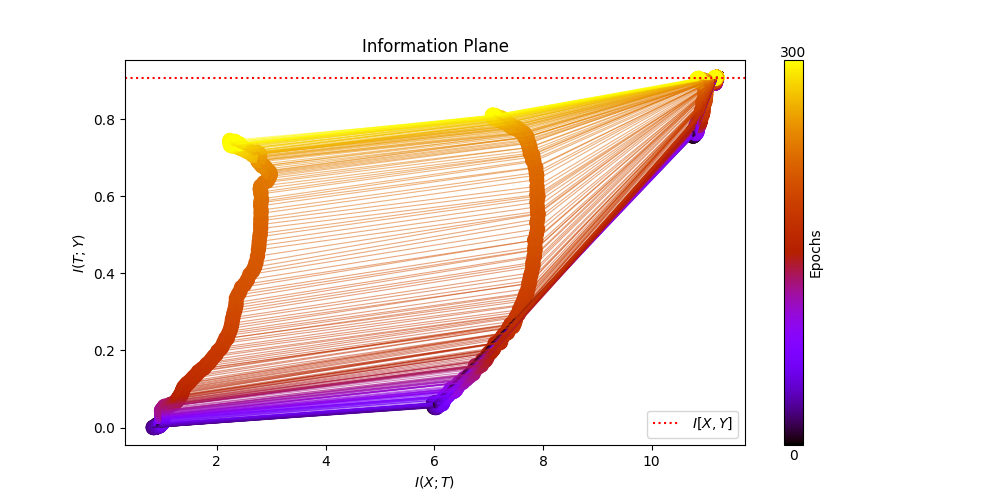 Information Plane
300
0.8
0.6
0.4
0.2
0.0
I(T; Y)
Epochs
I[X, Y]
0
2
4
6
8
10
I(X; T)